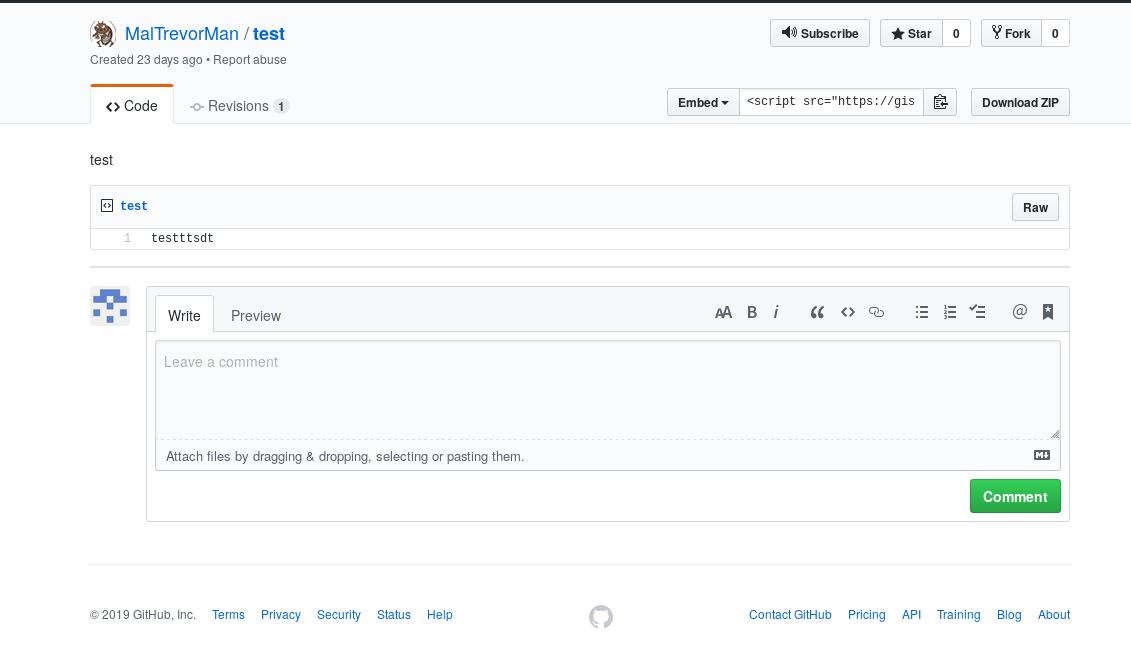 MalTrevorMan / test
Subscribe
Star 0
Fork 0
Created 23 days ago • Report abuse
Code
Revisions 1
Embed
<script src="https://gis
Download ZIP
test
test
Raw
1 testttsdt
Write
Preview
AA B i @
Leave a comment
Attach files by dragging & dropping, selecting or pasting them.
Comment
© 2019 GitHub, Inc. Terms Privacy Security Status Help
Contact GitHub Pricing API Training Blog About